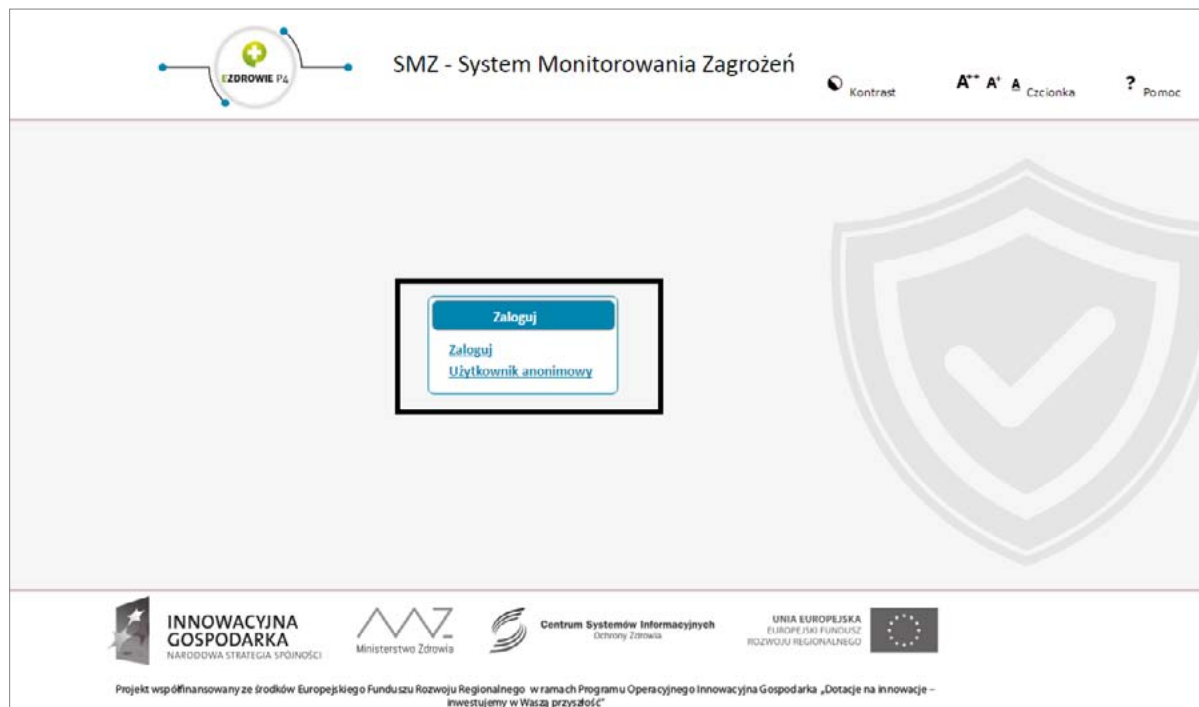 EZDROWIE P4
SMZ - System Monitorowania Zagrożeń
Kontrast
A++ A+ A Czcionka
? Pomoc
Zaloguj
Zaloguj
Użytkownik anonimowy
INNOWACYJNA
GOSPODARKA
NARODOWA STRATEGIA SPÓJNOŚCI
Ministerstwo Zdrowia
Centrum Systemów Informacyjnych
Ochrony Zdrowia
UNIA EUROPEJSKA
EUROPEJSKI FUNDUSZ
ROZWOJU REGIONALNEGO
Projekt współfinansowany ze środków Europejskiego Funduszu Rozwoju Regionalnego w ramach Programu Operacyjnego Innowacyjna Gospodarka „Dotacje na innowacje –
inwestujemy w Waszą przyszłość"